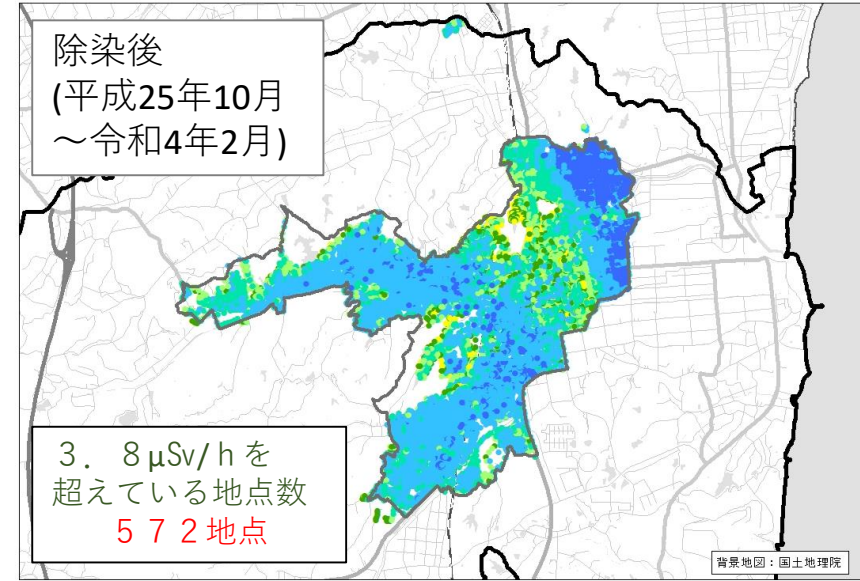 除染後
(平成25年10月
～令和4年2月)
３．８μSv/ｈを
超えている地点数
５７２地点
背景地図：国土地理院